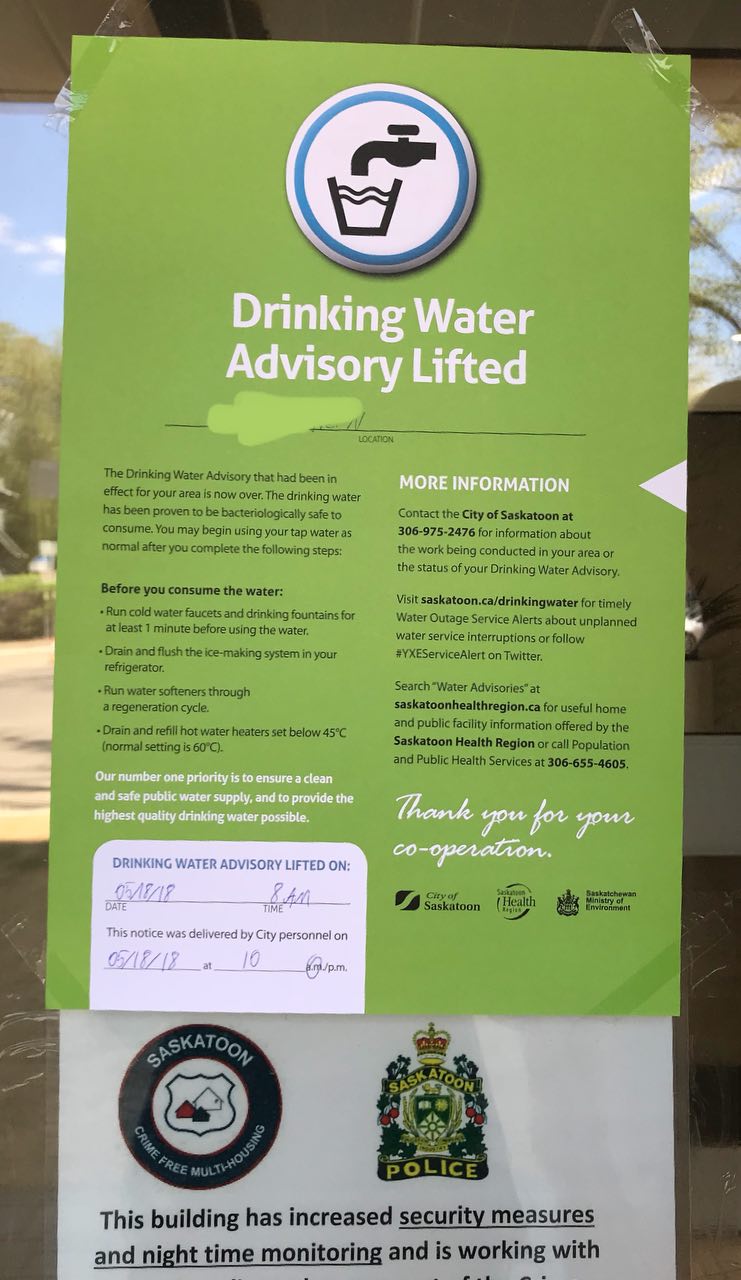 Drinking Water
Advisory Lifted
LOCATION
The Drinking Water Advisory that had been in
effect for your area is now over. The drinking water
has been proven to be bacteriologically safe to
consume. You may begin using your tap water as
normal after you complete the following steps:
Before you consume the water:
• Run cold water faucets and drinking fountains for
at least 1 minute before using the water.
• Drain and flush the ice-making system in your
refrigerator.
• Run water softeners through
a regeneration cycle.
• Drain and refill hot water heaters set below 45°C
(normal setting is 60°C).
Our number one priority is to ensure a clean
and safe public water supply, and to provide the
highest quality drinking water possible.
DRINKING WATER ADVISORY LIFTED ON:
05/18/18 8 AM
DATE TIME
This notice was delivered by City personnel on
05/18/18 at 10 a.m./p.m.
MORE INFORMATION
Contact the City of Saskatoon at
306-975-2476 for information about
the work being conducted in your area or
the status of your Drinking Water Advisory.
Visit saskatoon.ca/drinkingwater for timely
Water Outage Service Alerts about unplanned
water service interruptions or follow
#YXEServiceAlert on Twitter.
Search "Water Advisories" at
saskatoonhealthregion.ca for useful home
and public facility information offered by the
Saskatoon Health Region or call Population
and Public Health Services at 306-655-4605.
Thank you for your
co-operation.
City of
Saskatoon
Saskatoon
Health
Region
Saskatchewan
Ministry of
Environment
SASKATOON
CRIME FREE MULTI-HOUSING
SASKATOON
POLICE
This building has increased security measures
and night time monitoring and is working with